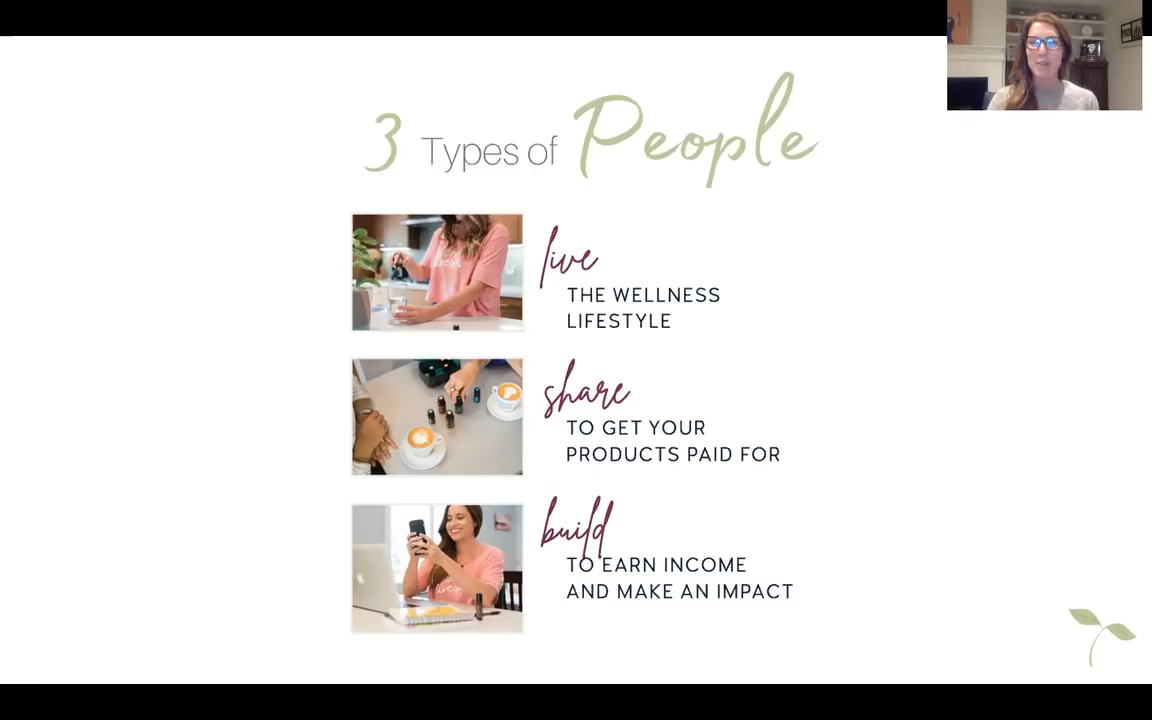 3 Types of People
live
THE WELLNESS
LIFESTYLE
share
TO GET YOUR
PRODUCTS PAID FOR
build
TO EARN INCOME
AND MAKE AN IMPACT